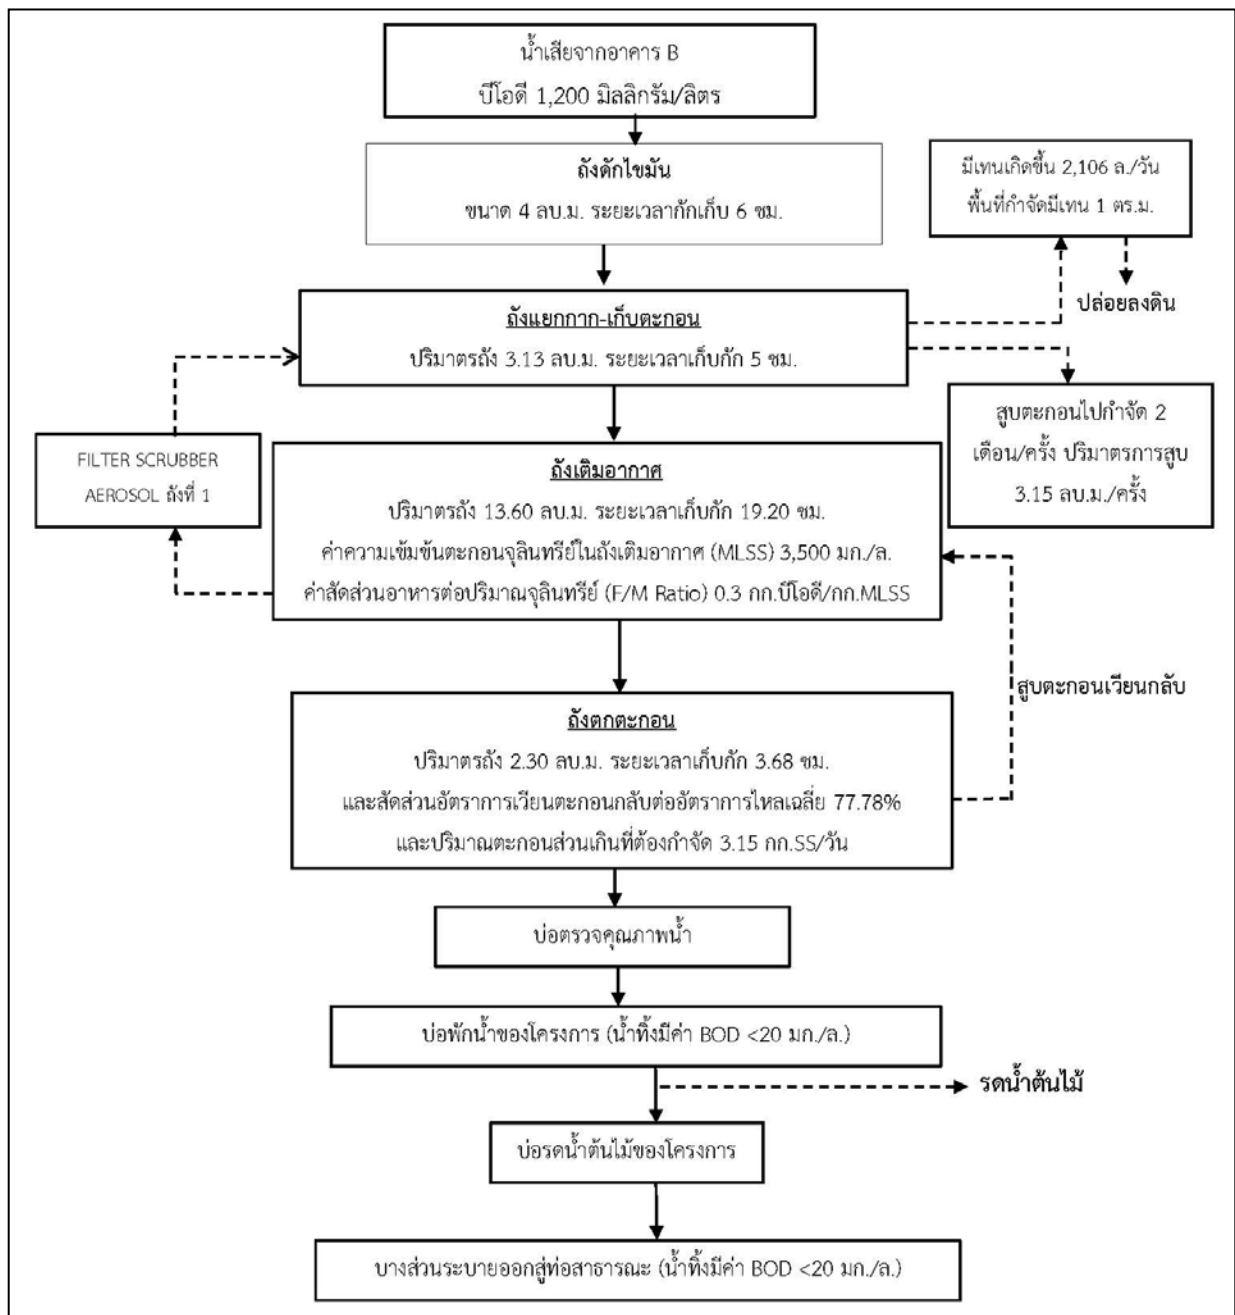 น้ำเสียจากอาคาร B
บีโอดี 1,200 มิลลิกรัม/ลิตร
ถังดักไขมัน
ขนาด 4 ลบ.ม. ระยะเวลากักเก็บ 6 ชม.
มีเทนเกิดขึ้น 2,106 ล./วัน
พื้นที่กำจัดมีเทน 1 ตร.ม.
ปล่อยลงดิน
ถังแยกกาก-เก็บตะกอน
ปริมาตรถัง 3.13 ลบ.ม. ระยะเวลาเก็บกัก 5 ชม.
สูบตะกอนไปกำจัด 2
เดือน/ครั้ง ปริมาตรการสูบ
3.15 ลบ.ม./ครั้ง
FILTER SCRUBBER
AEROSOL ถังที่ 1
ถังเติมอากาศ
ปริมาตรถัง 13.60 ลบ.ม. ระยะเวลาเก็บกัก 19.20 ชม.
ค่าความเข้มข้นตะกอนจุลินทรีย์ในถังเติมอากาศ (MLSS) 3,500 มก./ล.
ค่าสัดส่วนอาหารต่อปริมาณจุลินทรีย์ (F/M Ratio) 0.3 กก.บีโอดี/กก.MLSS
สูบตะกอนเวียนกลับ
ถังตกตะกอน
ปริมาตรถัง 2.30 ลบ.ม. ระยะเวลาเก็บกัก 3.68 ชม.
และสัดส่วนอัตราการเวียนตะกอนกลับต่ออัตราการไหลเฉลี่ย 77.78%
และปริมาณตะกอนส่วนเกินที่ต้องกำจัด 3.15 กก.SS/วัน
บ่อตรวจคุณภาพน้ำ
บ่อพักน้ำของโครงการ (น้ำทิ้งมีค่า BOD <20 มก./ล.)
รดน้ำต้นไม้
บ่อรดน้ำต้นไม้ของโครงการ
บางส่วนระบายออกสู่ท่อสาธารณะ (น้ำทิ้งมีค่า BOD <20 มก./ล.)